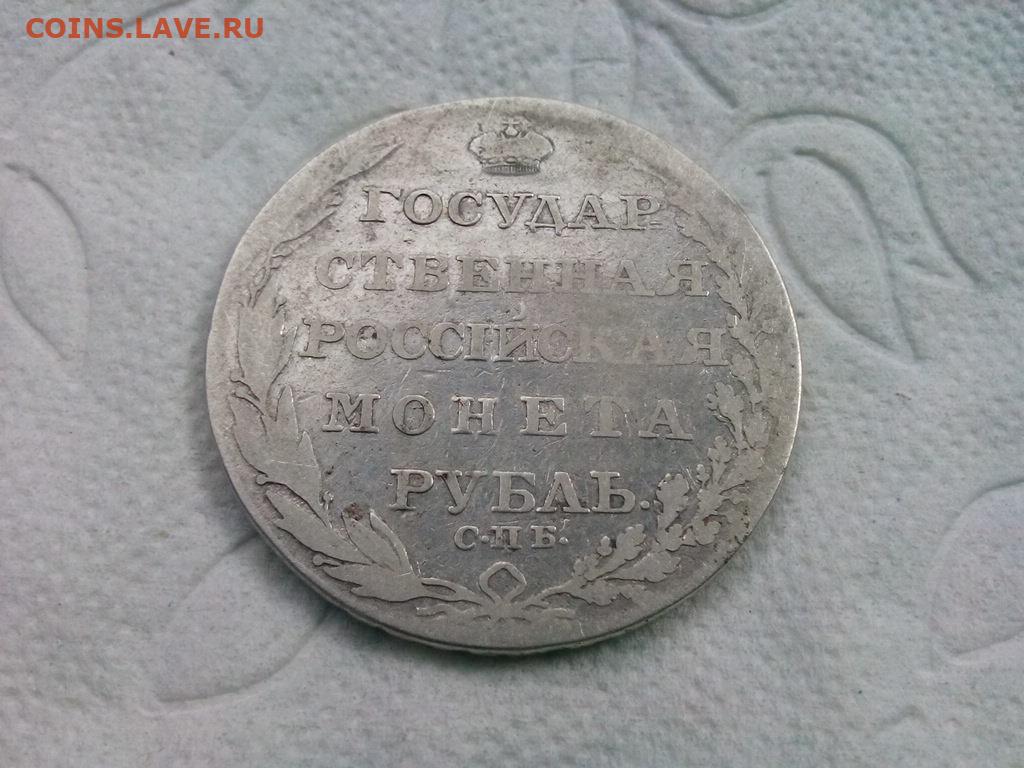 COINS.LAVE.RU
ГОСУДАР
СТВЕННАЯ
РОССІЙСКАЯ
МОНЕТА
РУБЛЬ.
С·П·Б·